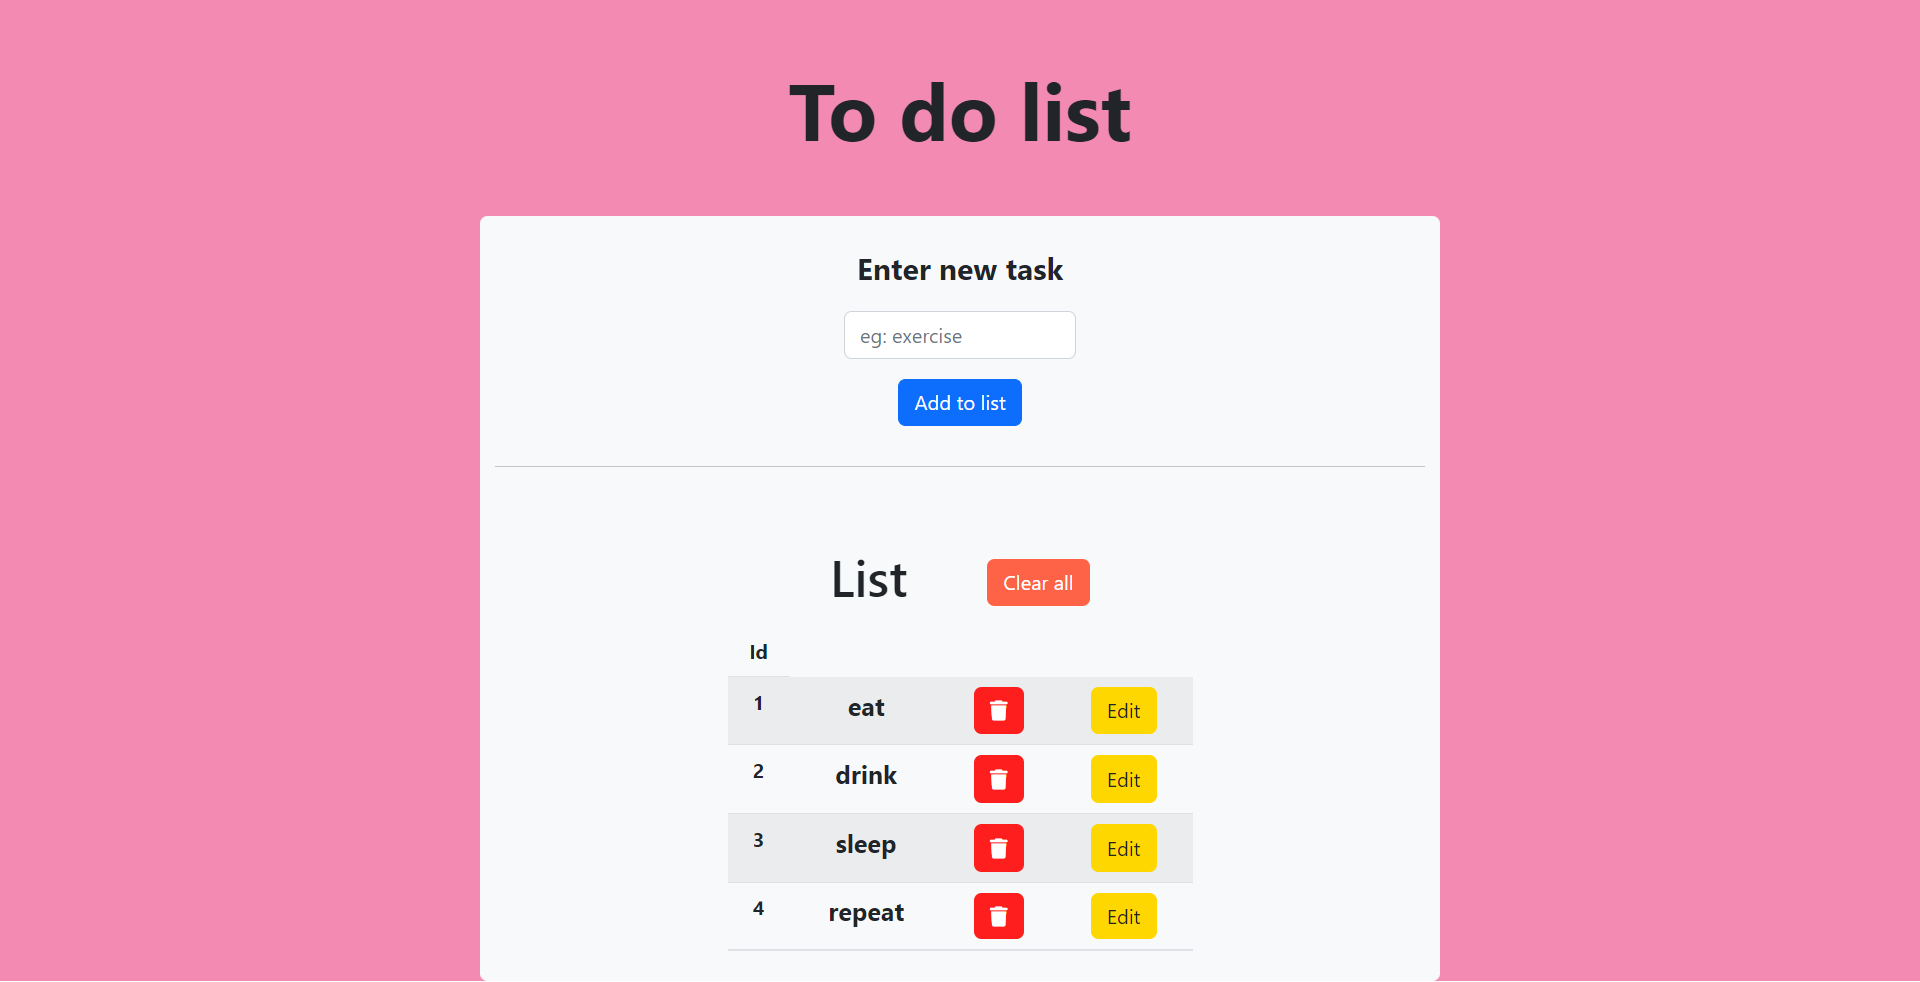 To do list
Enter new task
eg: exercise
Add to list
List Clear all
Id
1 eat Edit
2 drink Edit
3 sleep Edit
4 repeat Edit